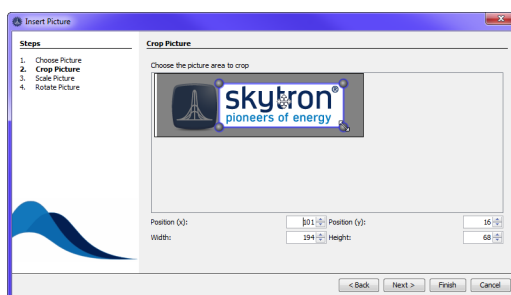 Insert Picture
Steps
1. Choose Picture
2. Crop Picture
3. Scale Picture
4. Rotate Picture
Crop Picture
Choose the picture area to crop
skytron®
pioneers of energy
Position (x): 101 Position (y): 16
Width: 194 Height: 68
< Back Next > Finish Cancel